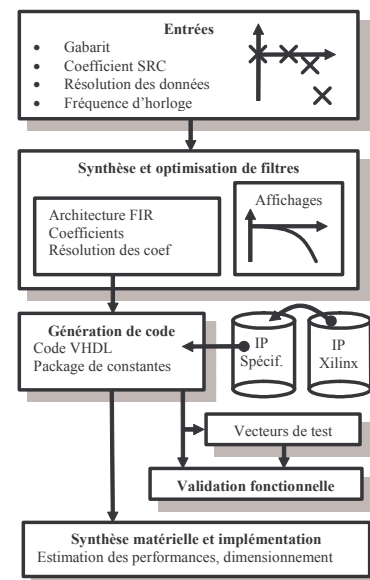 Entrées
• Gabarit
• Coefficient SRC
• Résolution des données
• Fréquence d'horloge
Synthèse et optimisation de filtres
Architecture FIR
Coefficients
Résolution des coef
Affichages
Génération de code
Code VHDL
Package de constantes
IP
Spécif.
IP
Xilinx
Vecteurs de test
Validation fonctionnelle
Synthèse matérielle et implémentation
Estimation des performances, dimensionnement